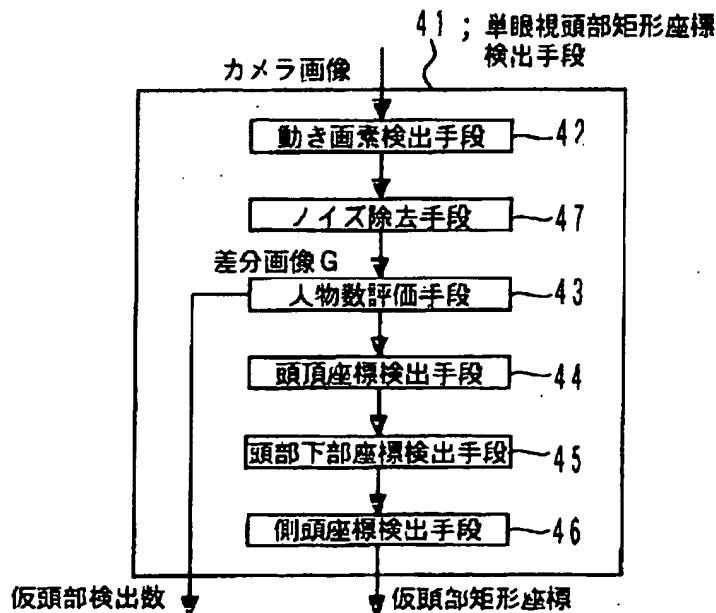 41 ; 単眼視頭部矩形座標
検出手段
カメラ画像
動き画素検出手段 42
ノイズ除去手段 47
差分画像G
人物数評価手段 43
頭頂座標検出手段 44
頭部下部座標検出手段 45
側頭座標検出手段 46
仮頭部検出数 仮頭部矩形座標